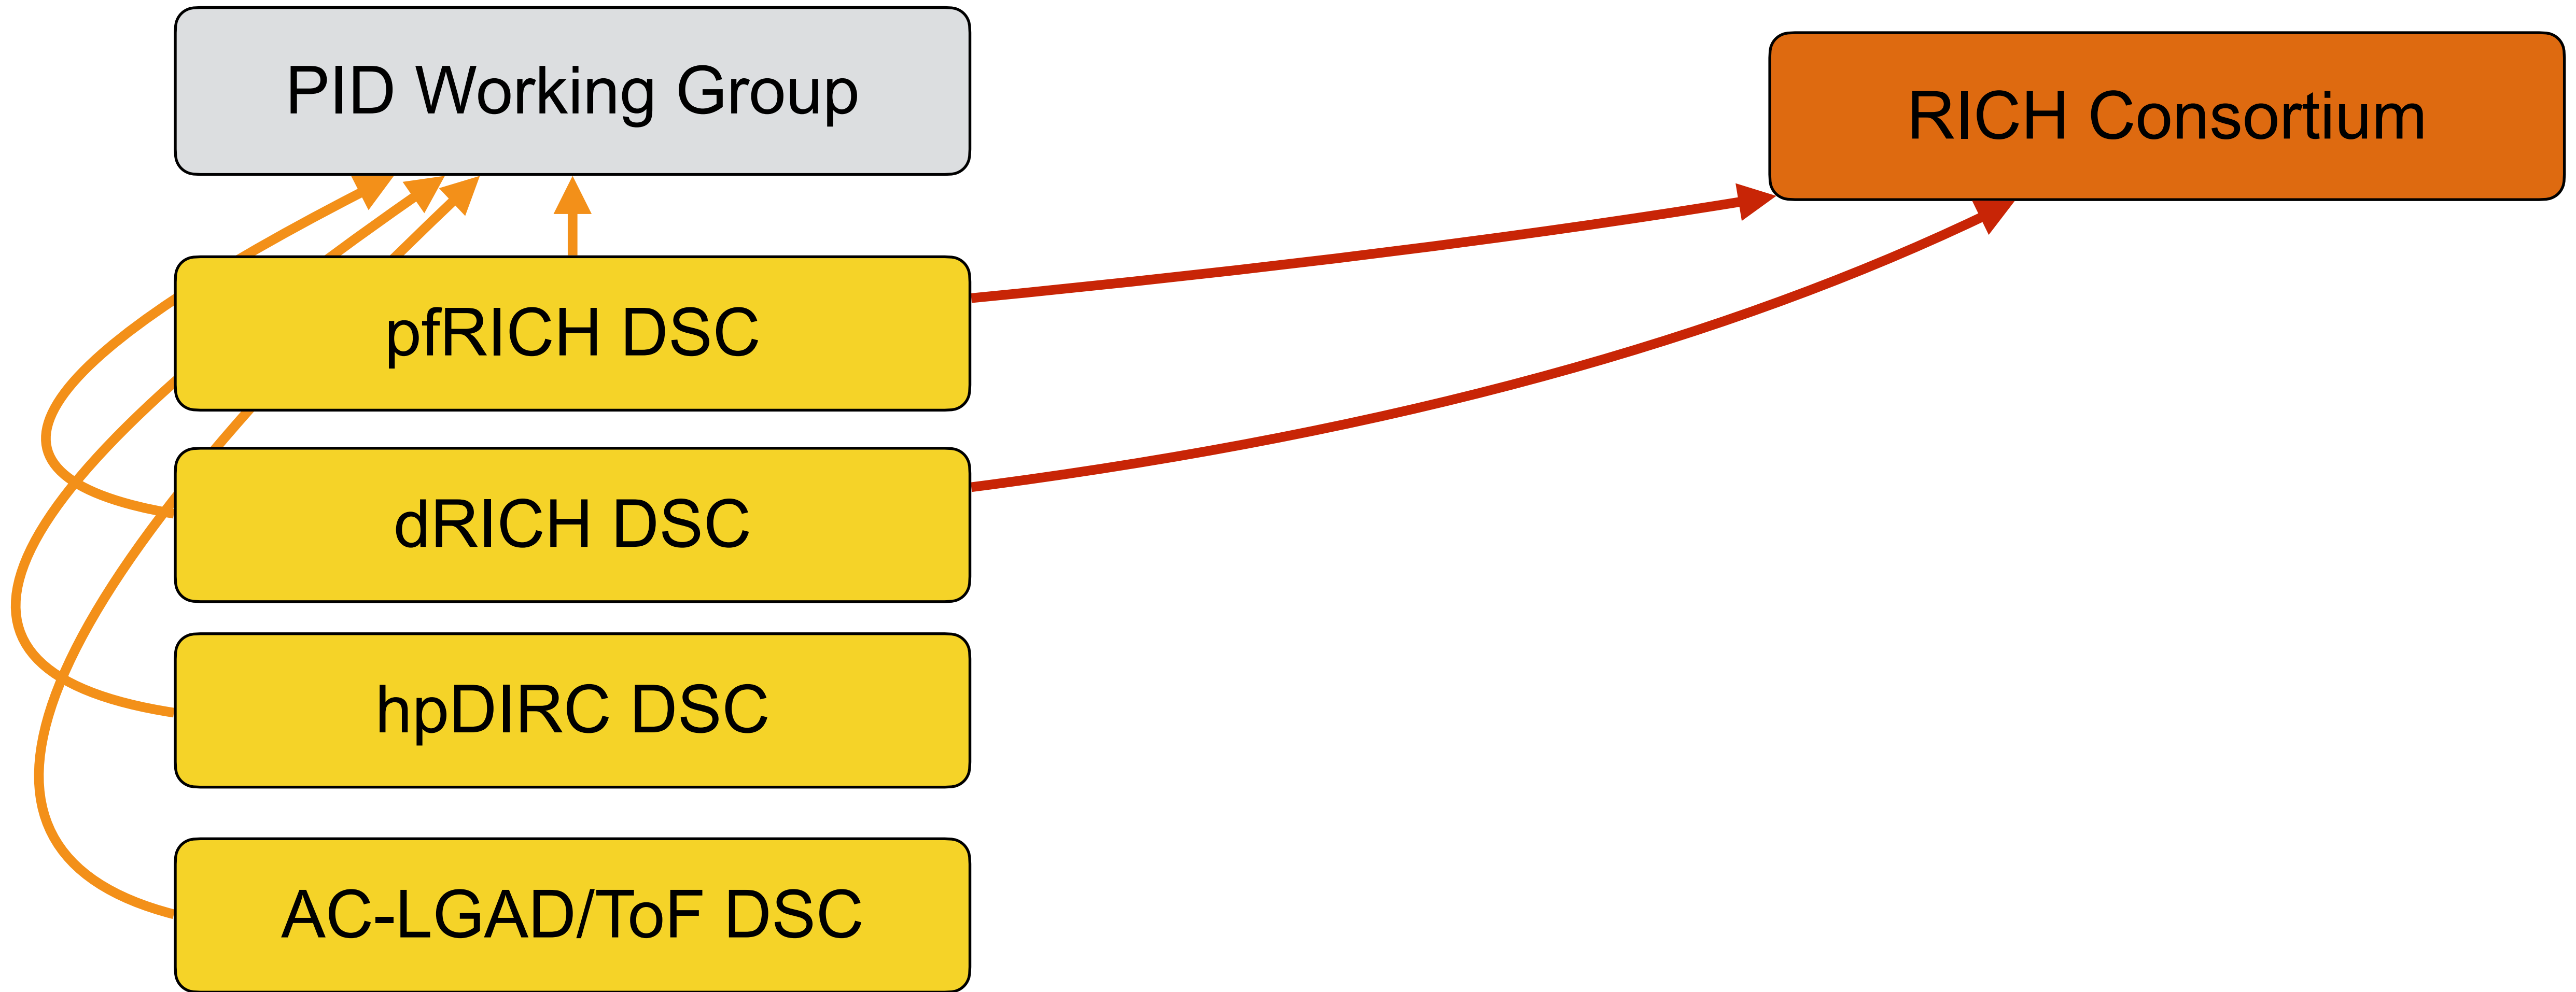 PID Working Group
RICH Consortium
pfRICH DSC
dRICH DSC
hpDIRC DSC
AC-LGAD/ToF DSC